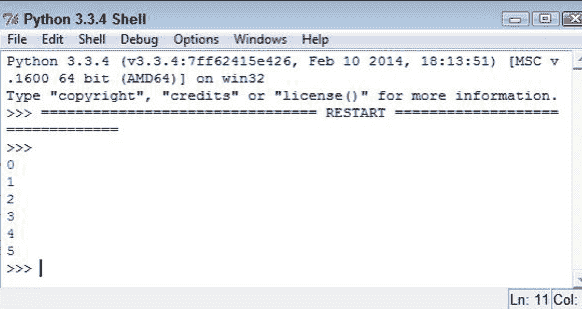 Python 3.3.4 Shell
File Edit Shell Debug Options Windows Help
Python 3.3.4 (v3.3.4:7ff62415e426, Feb 10 2014, 18:13:51) [MSC v
.1600 64 bit (AMD64)] on win32
Type "copyright", "credits" or "license()" for more information.
>>> ================================ RESTART ===================
=============
>>>
0
1
2
3
4
5
>>>
Ln: 11 Col: